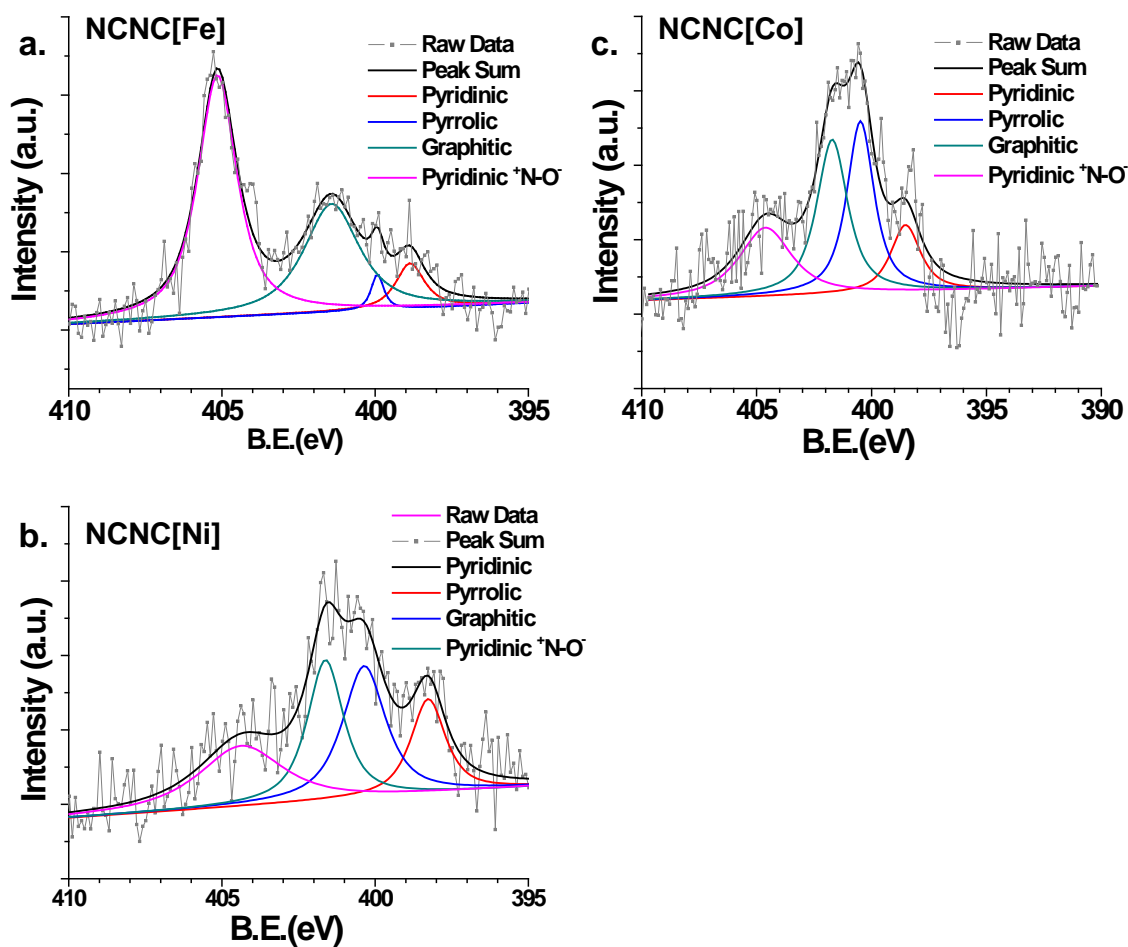 a. NCNC[Fe]
Raw Data
Peak Sum
Pyridinic
Pyrrolic
Graphitic
Pyridinic ⁺N-O⁻
Intensity (a.u.)
410 405 400 395
B.E.(eV)
c. NCNC[Co]
Raw Data
Peak Sum
Pyridinic
Pyrrolic
Graphitic
Pyridinic ⁺N-O⁻
Intensity (a.u.)
410 405 400 395 390
B.E.(eV)
b. NCNC[Ni]
Raw Data
Peak Sum
Pyridinic
Pyrrolic
Graphitic
Pyridinic ⁺N-O⁻
Intensity (a.u.)
410 405 400 395
B.E.(eV)